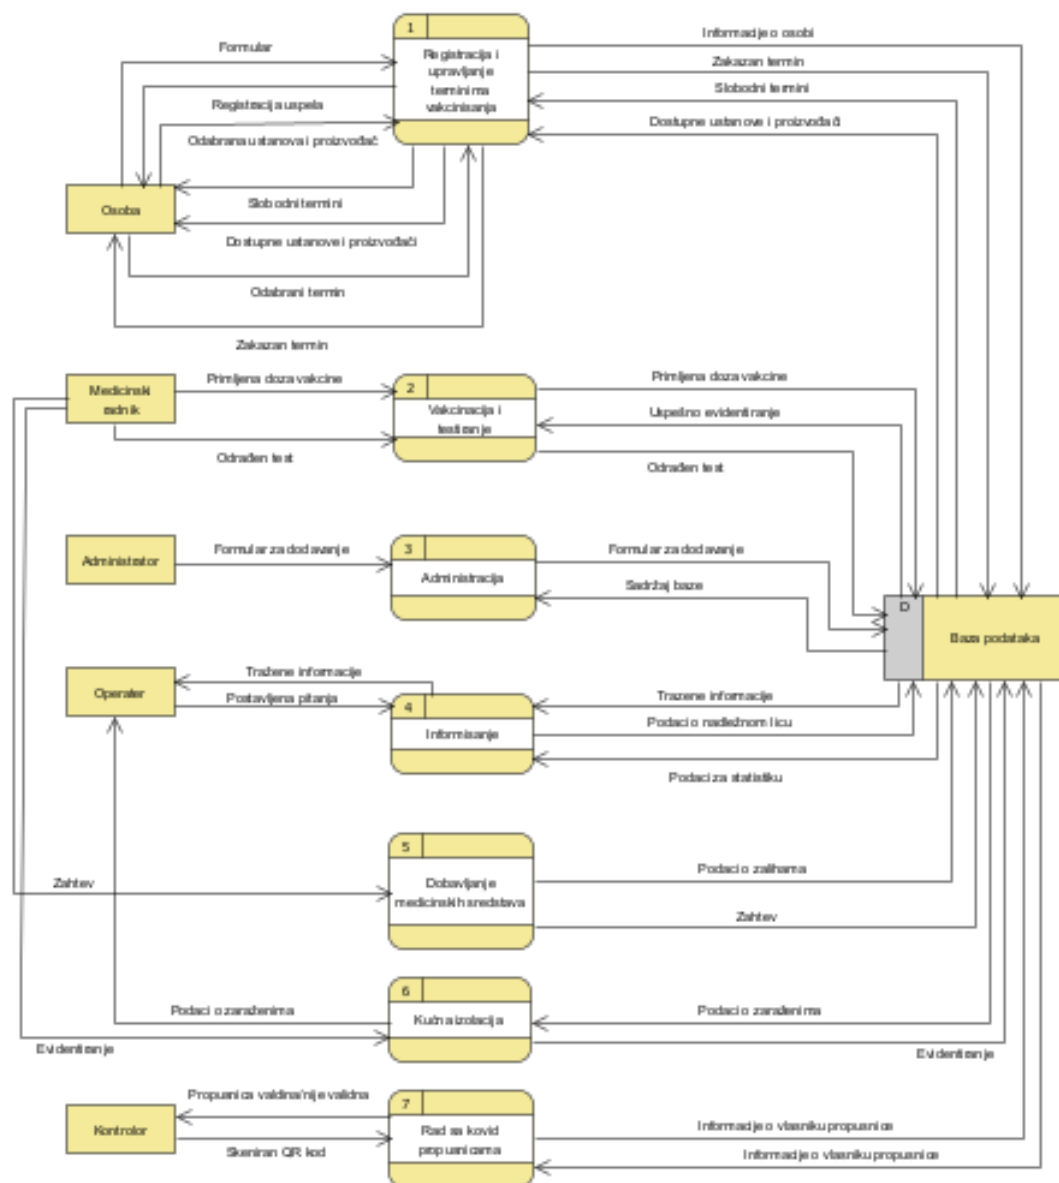 1
Formular
Informacije o osobi
Registracija i
upravljanje
terminima
vakcinisanja
Zakazan termin
Slobodni termini
Registracija uspela
Dostupne ustanove i proizvođači
Odabrana ustanova i proizvođač
Osoba
Slobodni termini
Dostupne ustanove i proizvođači
Odabrani termin
Zakazan termin
Medicinski
radnik
Primljena doza vakcine
2
Vakcinacija i
testiranje
Primljena doza vakcine
Uspešno evidentiranje
Odrađen test
Odrađen test
Administrator
Formular za dodavanje
3
Administracija
Formular za dodavanje
Sadržaj baze
D
Baza podataka
Operater
Tražene informacije
Postavljena pitanja
4
Informisanje
Trazene informacije
Podaci o nadležnom licu
Podaci za statistiku
5
Dobavljanje
medicinskih sredstava
Zahtev
Podaci o zalihama
Zahtev
6
Kućna izolacija
Podaci o zaraženima
Podaci o zaraženima
Evidentiranje
Evidentiranje
Kontrolor
Propusnica valdina/nije validna
Skeniran QR kod
7
Rad sa kovid
propusnicama
Informacije o vlasniku propusnice
Informacije o vlasniku propusnice